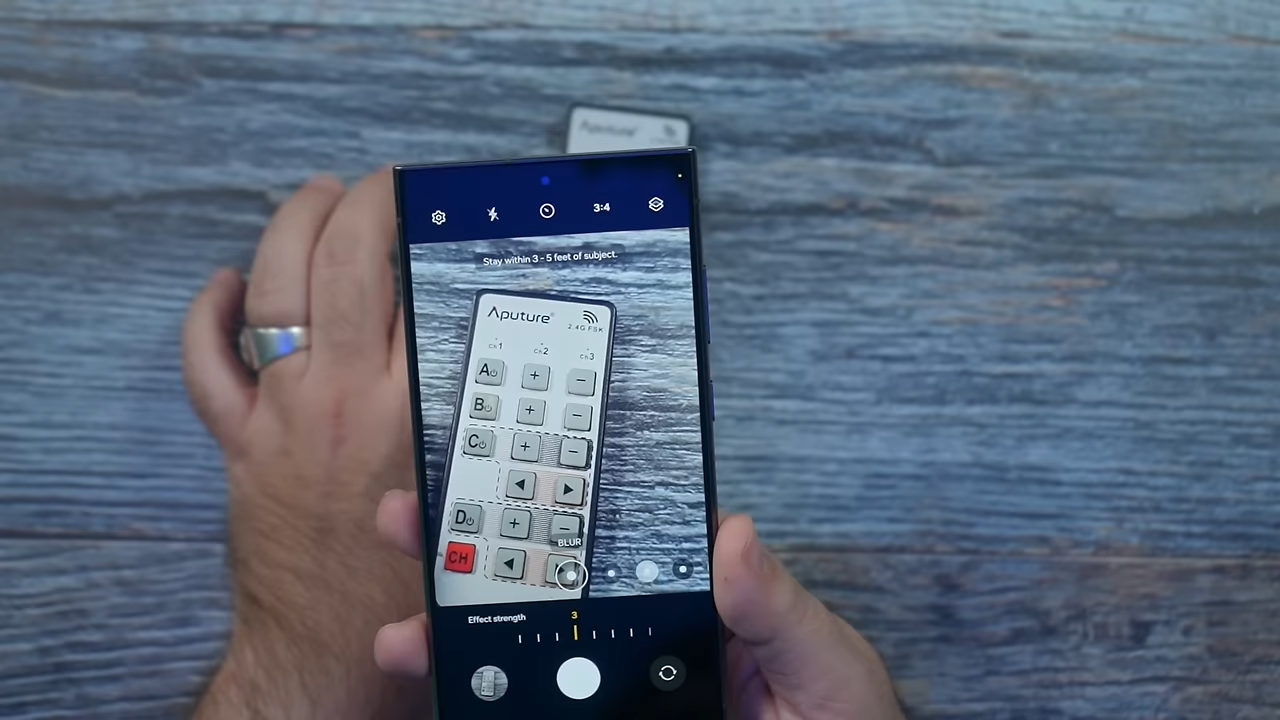 Aputure
3:4
Stay within 3 - 5 feet of subject.
Aputure®
2.4G FSK
Ch1 Ch2 Ch3
A + −
B + −
C + −
D + −
BLUR
CH
Effect strength
3